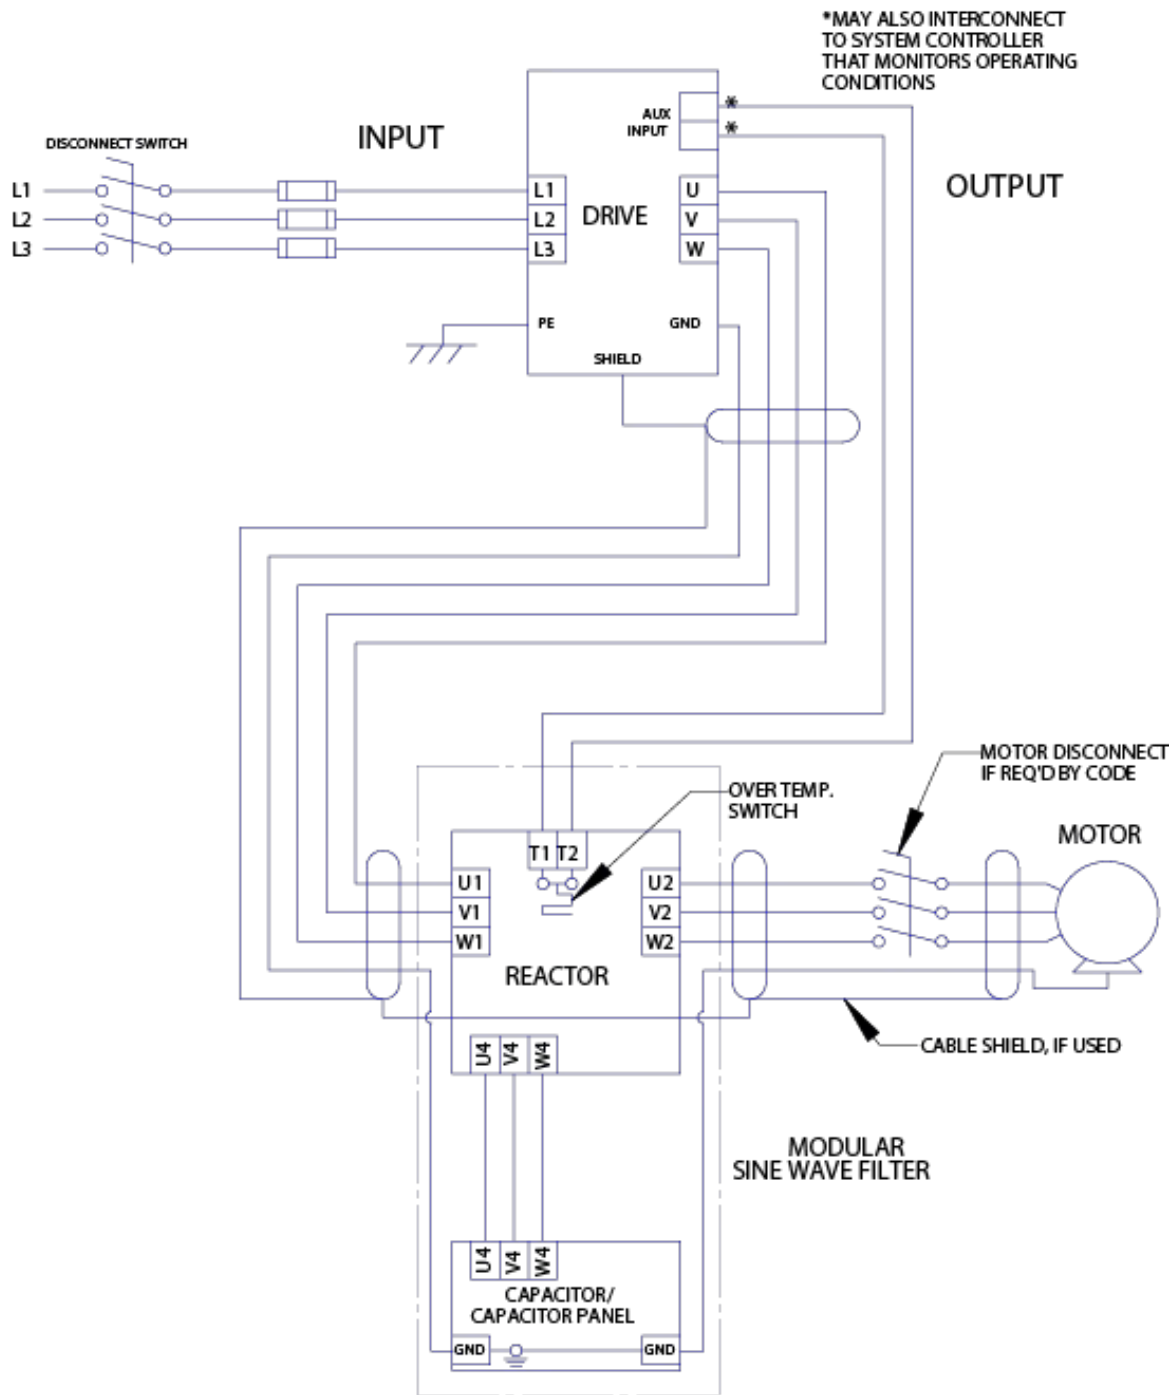 *MAY ALSO INTERCONNECT
TO SYSTEM CONTROLLER
THAT MONITORS OPERATING
CONDITIONS
INPUT
DISCONNECT SWITCH
AUX
INPUT
*
*
OUTPUT
L1
L2
L3
L1
L2
L3
DRIVE
U
V
W
PE
GND
SHIELD
MOTOR DISCONNECT
IF REQ'D BY CODE
OVER TEMP.
SWITCH
MOTOR
T1 T2
U1
V1
W1
U2
V2
W2
REACTOR
CABLE SHIELD, IF USED
U4 V4 W4
MODULAR
SINE WAVE FILTER
U4 V4 W4
CAPACITOR/
CAPACITOR PANEL
GND
GND